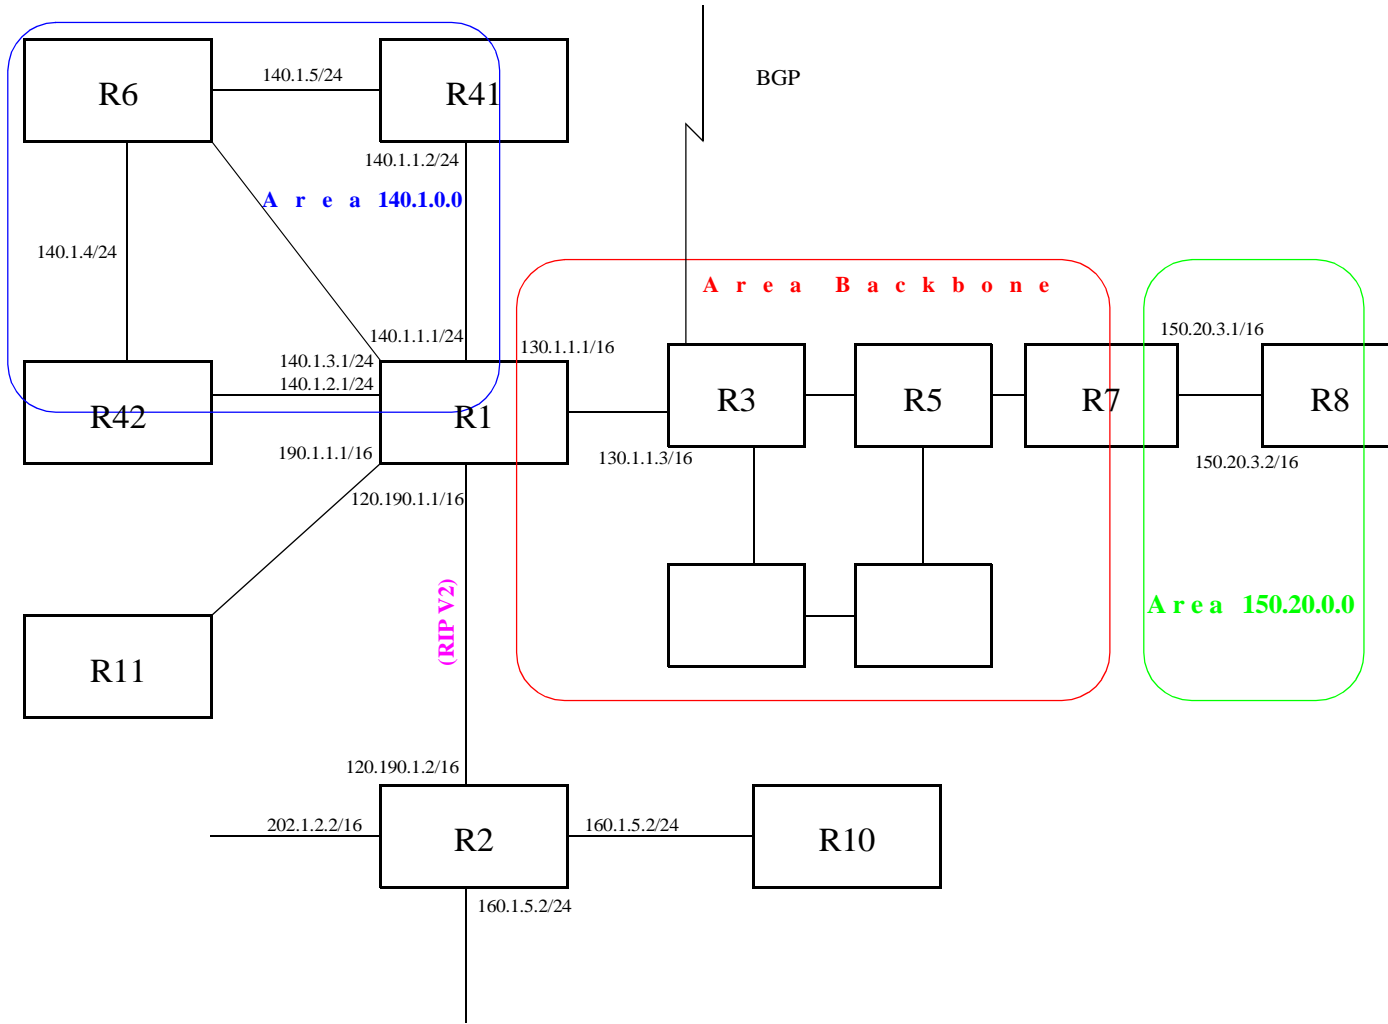 R6
140.1.5/24
R41
BGP
140.1.1.2/24
Area 140.1.0.0
140.1.4/24
Area Backbone
140.1.1.1/24
130.1.1.1/16
150.20.3.1/16
140.1.3.1/24
140.1.2.1/24
R42
R1
R3
R5
R7
R8
190.1.1.1/16
130.1.1.3/16
150.20.3.2/16
120.190.1.1/16
(RIP V2)
Area 150.20.0.0
R11
120.190.1.2/16
202.1.2.2/16
R2
160.1.5.2/24
R10
160.1.5.2/24